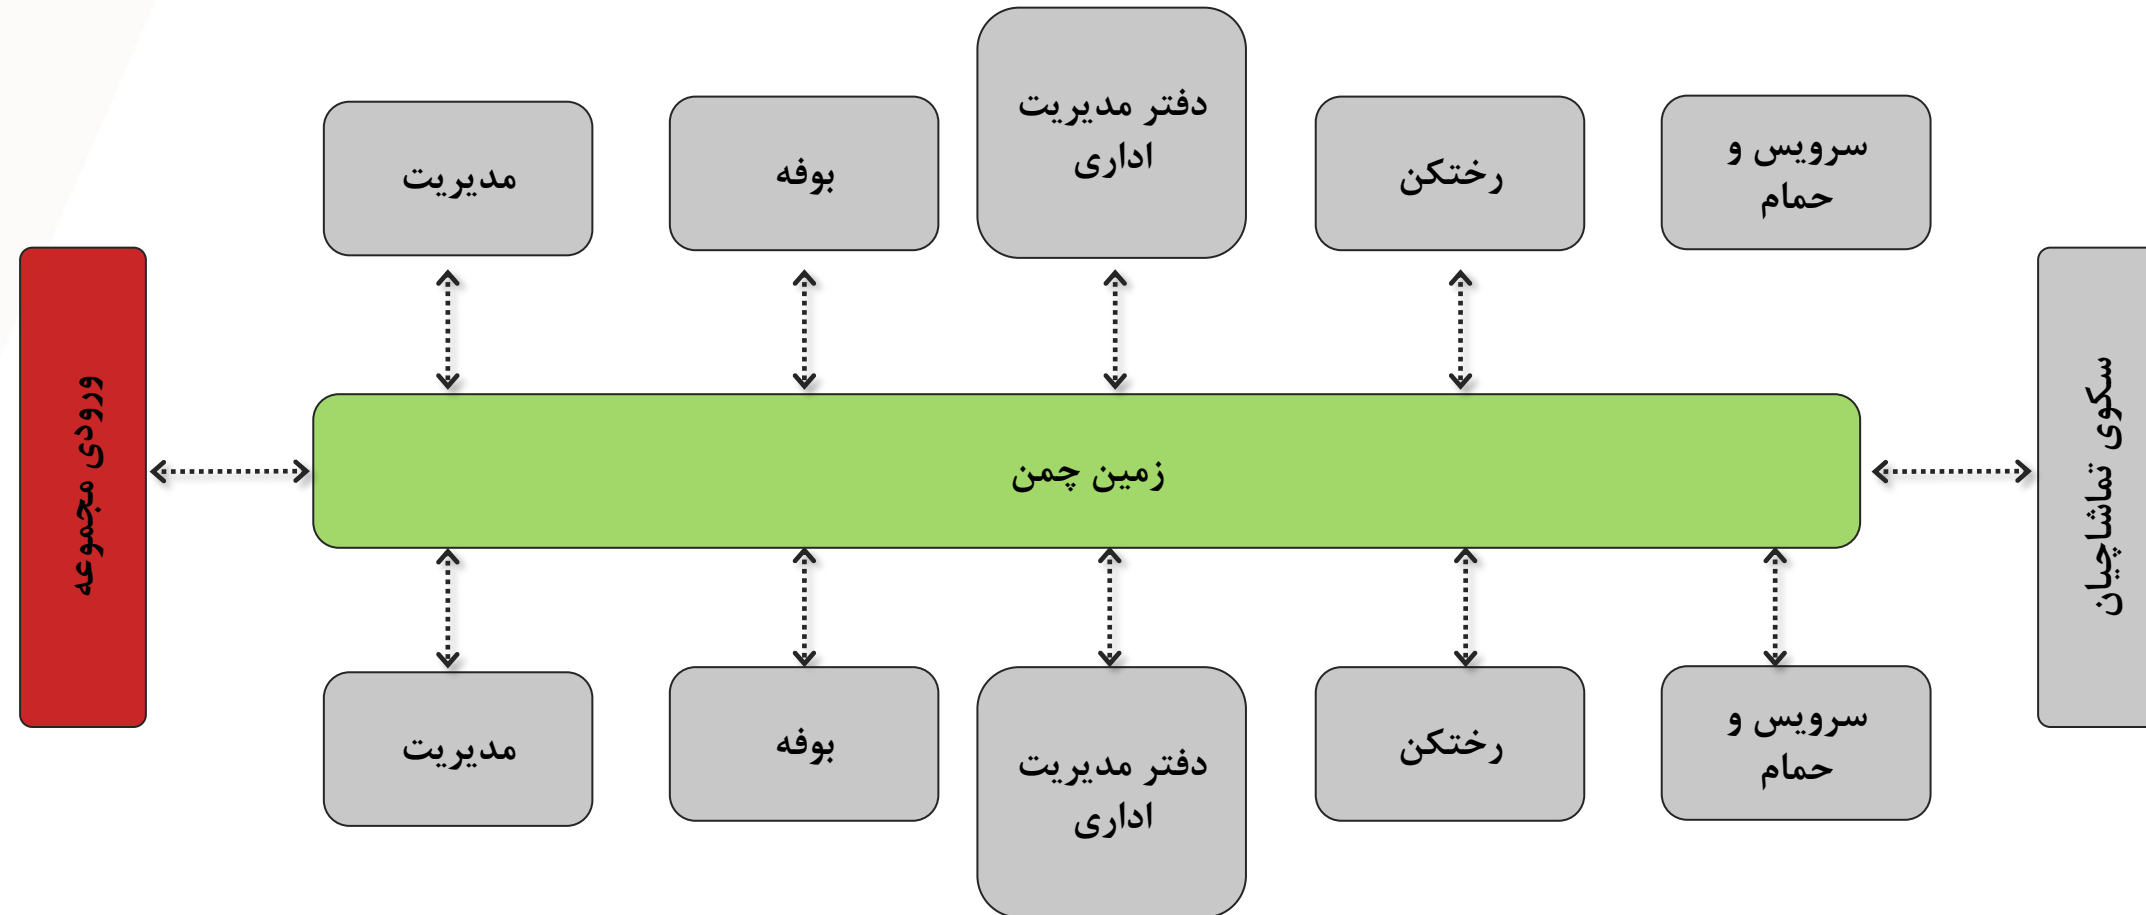 دفتر مدیریت
اداری
سرویس و
حمام
رختکن
بوفه
مدیریت
ورودی مجموعه
زمین چمن
سکوی تماشاچیان
سرویس و
حمام
رختکن
دفتر مدیریت
اداری
بوفه
مدیریت